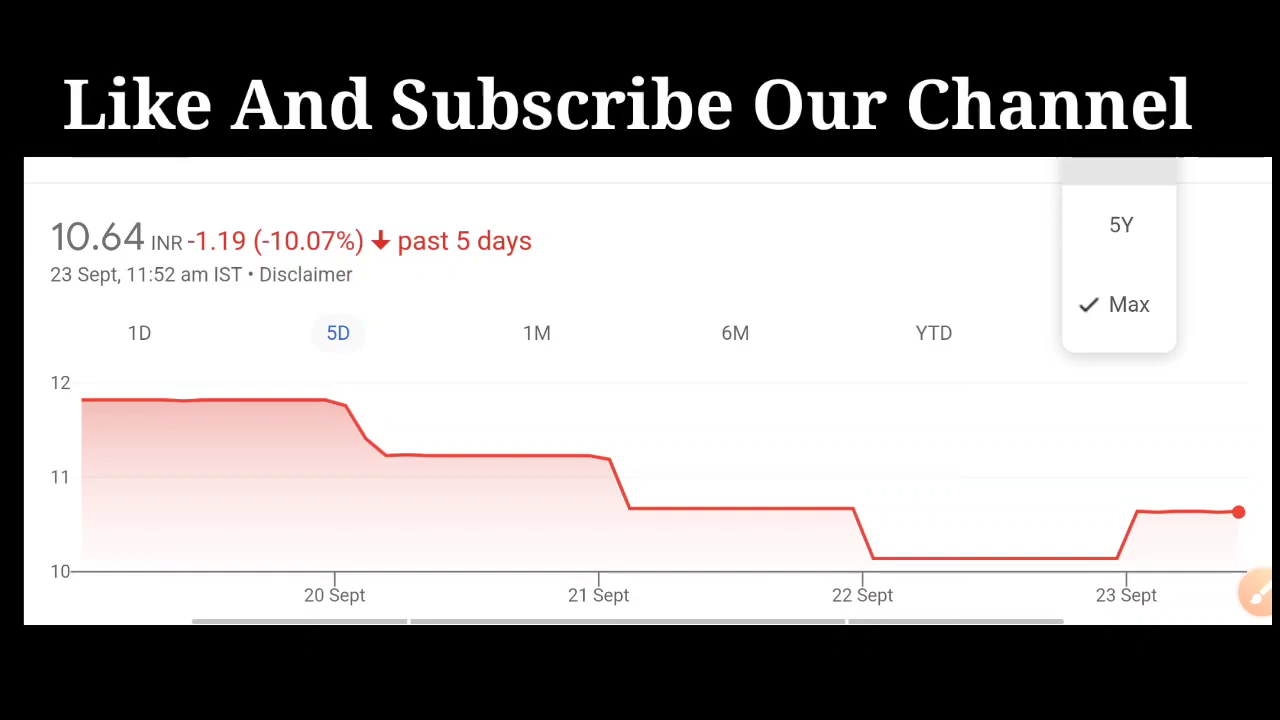 Like And Subscribe Our Channel
10.64 INR -1.19 (-10.07%) ↓ past 5 days
23 Sept, 11:52 am IST • Disclaimer
5Y
✓ Max
1D 5D 1M 6M YTD
12
11
10
20 Sept 21 Sept 22 Sept 23 Sept